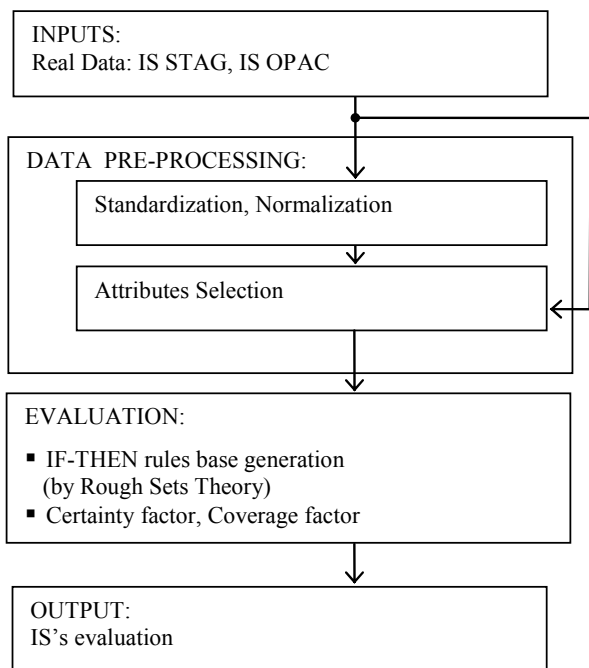 INPUTS:
Real Data: IS STAG, IS OPAC
DATA PRE-PROCESSING:
Standardization, Normalization
Attributes Selection
EVALUATION:
▪ IF-THEN rules base generation
(by Rough Sets Theory)
▪ Certainty factor, Coverage factor
OUTPUT:
IS’s evaluation